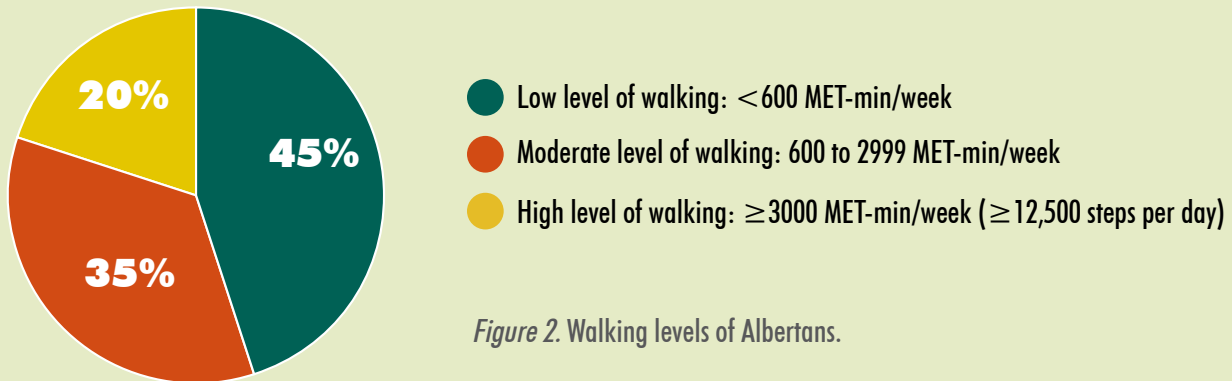 20%
45%
35%
Low level of walking: <600 MET-min/week
Moderate level of walking: 600 to 2999 MET-min/week
High level of walking: ≥3000 MET-min/week (≥12,500 steps per day)
Figure 2. Walking levels of Albertans.